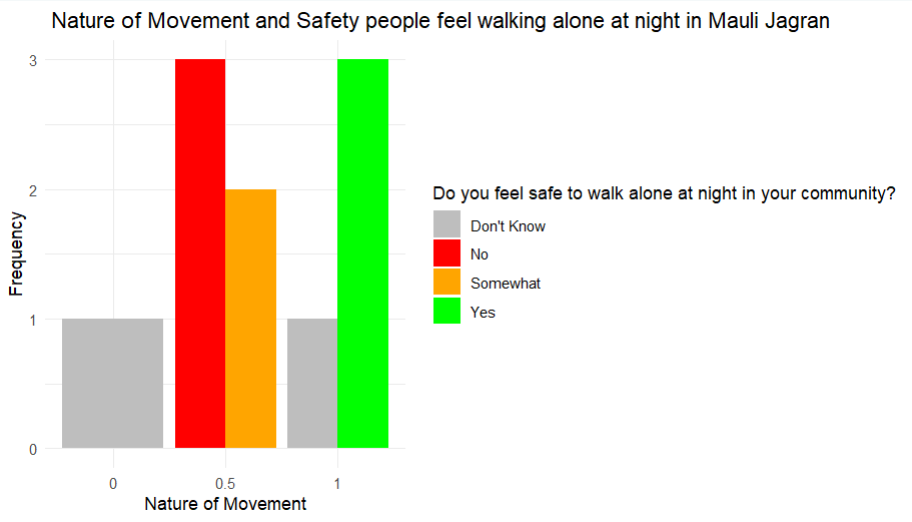 Nature of Movement and Safety people feel walking alone at night in Mauli Jagran
3
2
1
0
Frequency
0 0.5 1
Nature of Movement
Do you feel safe to walk alone at night in your community?
Don't Know
No
Somewhat
Yes